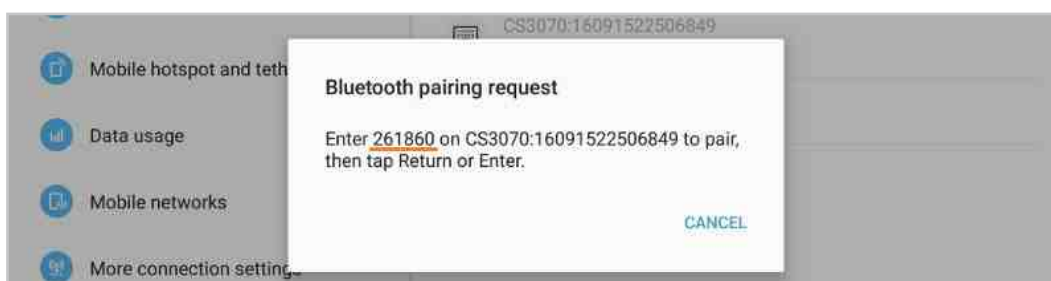 CS3070:16091522506849
Mobile hotspot and teth
Bluetooth pairing request
Data usage
Enter 261860 on CS3070:16091522506849 to pair,
then tap Return or Enter.
Mobile networks
CANCEL
More connection settings